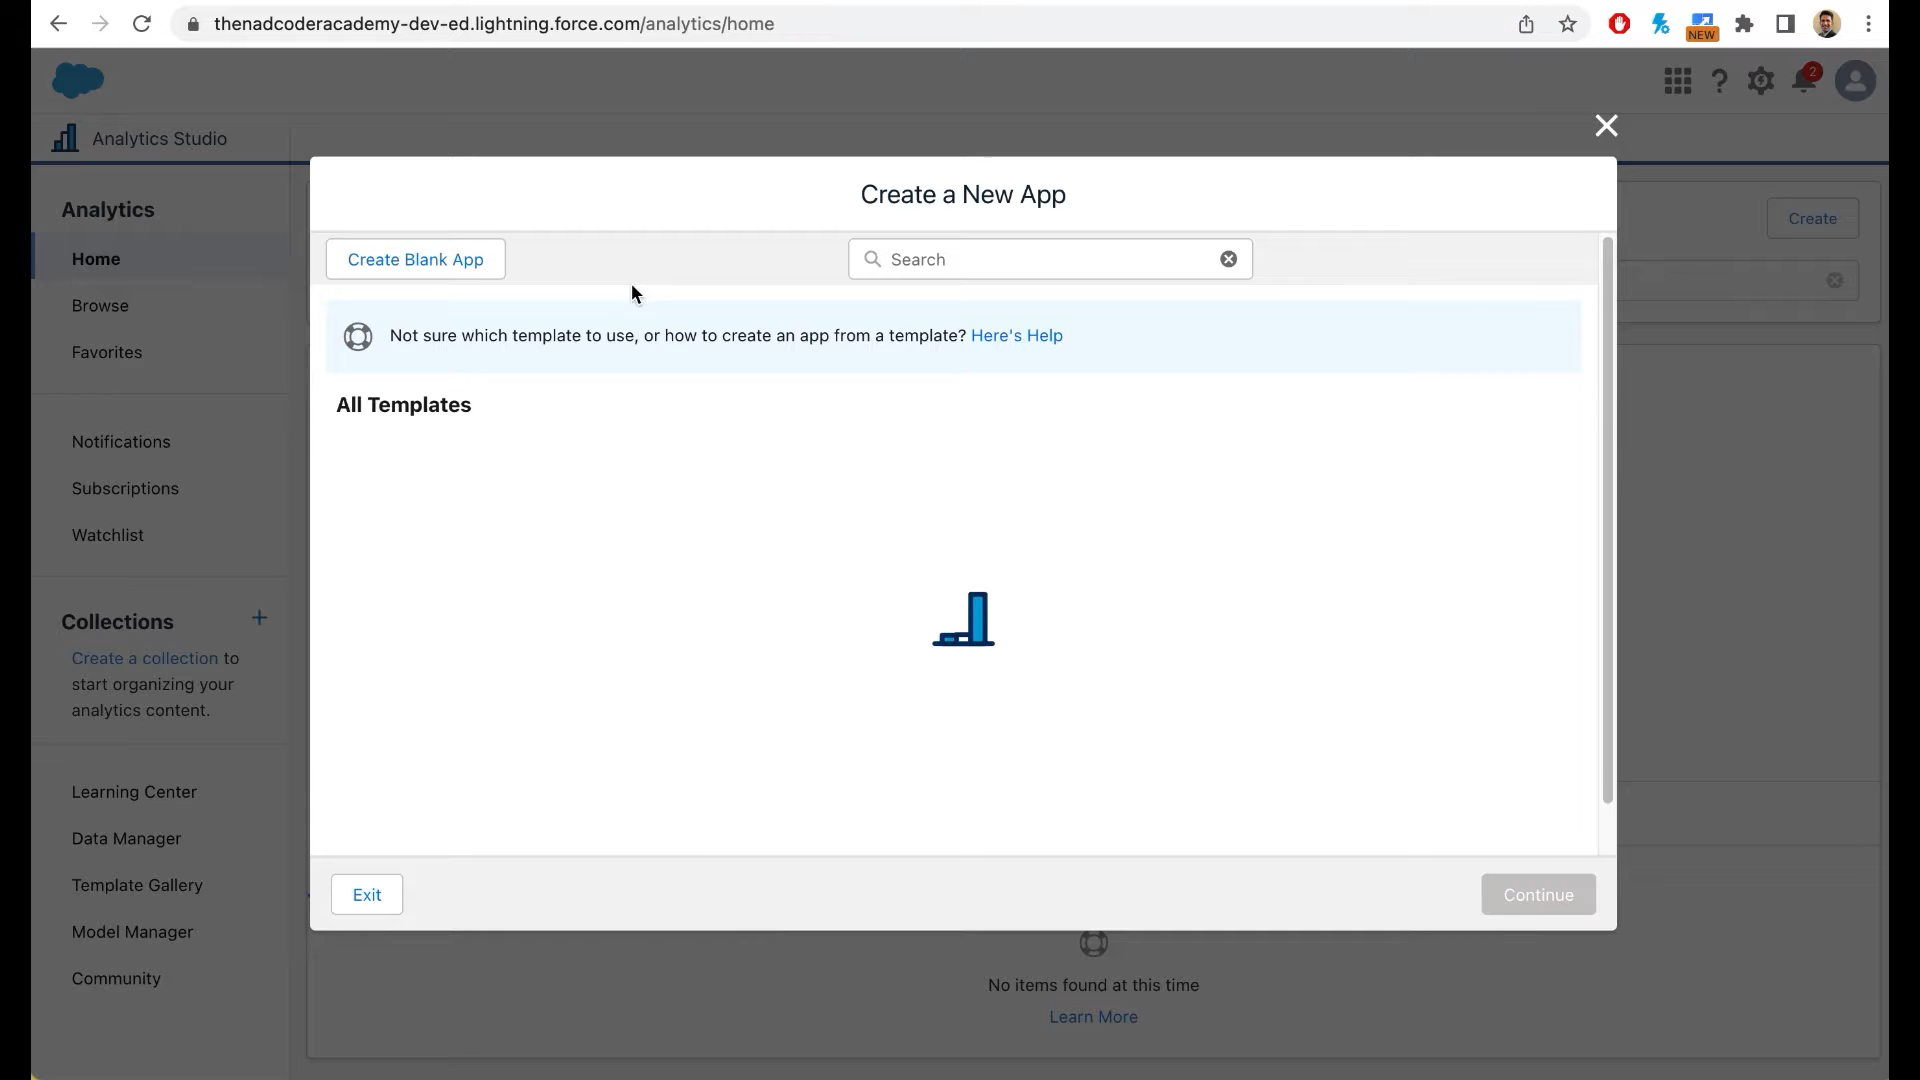 thenadcoderacademy-dev-ed.lightning.force.com/analytics/home
NEW
2
Analytics Studio
Create a New App
Analytics
Create
Home
Create Blank App
Search
Browse
Not sure which template to use, or how to create an app from a template? Here's Help
Favorites
All Templates
Notifications
Subscriptions
Watchlist
Collections
+
Create a collection to
start organizing your
analytics content.
Learning Center
Data Manager
Template Gallery
Exit
Continue
Model Manager
Community
No items found at this time
Learn More